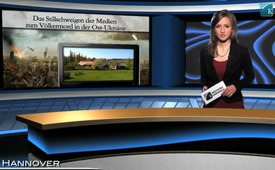 Das Stillschweigen der Medien
zum Völkermord in der Ost-Ukraine
HANNOVER